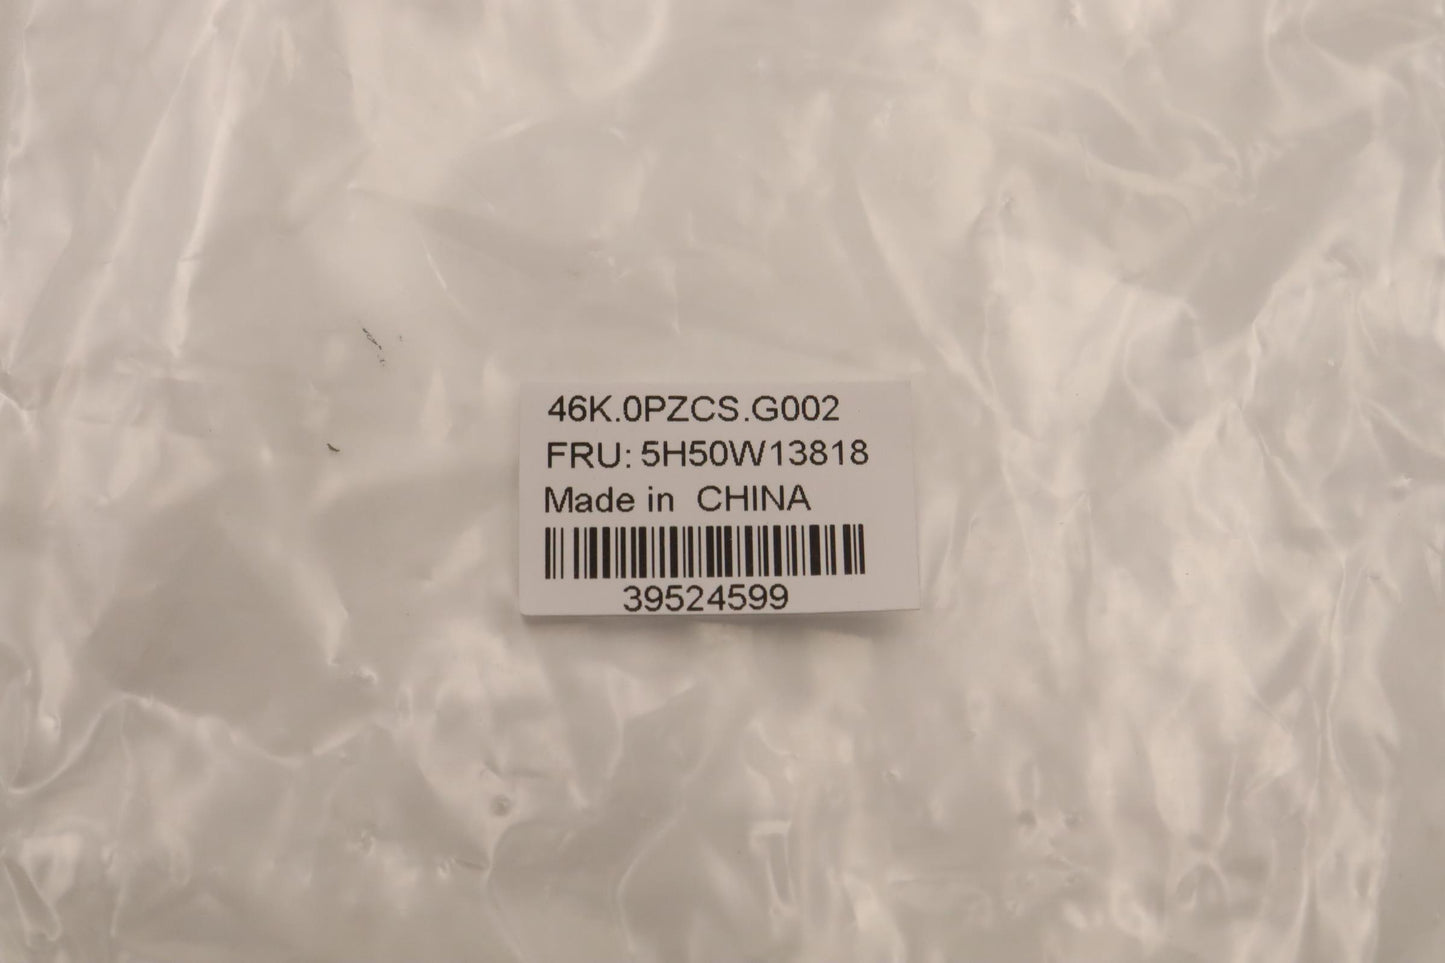 46K.0PZCS.G002
FRU: 5H50W13818
Made in CHINA
39524599